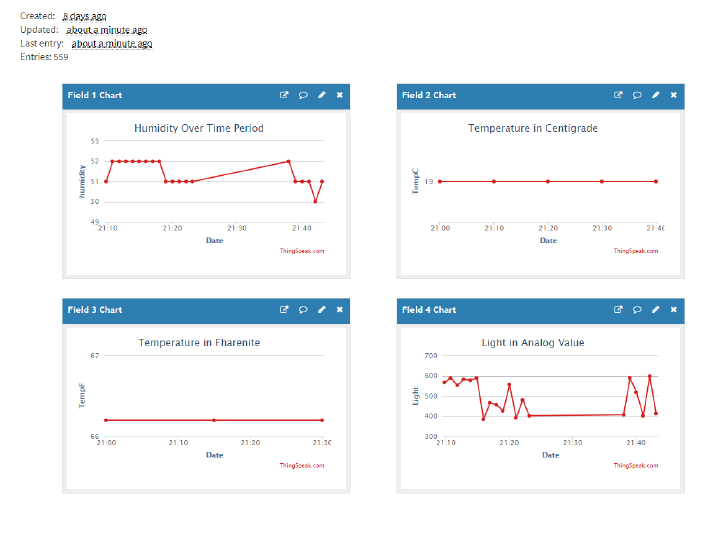 Created: 8 days ago
Updated: about a minute ago
Last entry: about a minute ago
Entries: 559
Field 1 Chart
Humidity Over Time Period
humidity
53
52
51
50
49
21:10 21:20 21:30 21:40
Date
ThingSpeak.com
Field 2 Chart
Temperature in Centigrade
TempC
19
21:00 21:10 21:20 21:30 21:4
Date
ThingSpeak.com
Field 3 Chart
Temperature in Fharenite
TempF
67
66
21:00 21:10 21:20 21:3
Date
ThingSpeak.com
Field 4 Chart
Light in Analog Value
Light
700
600
500
400
300
21:10 21:20 21:30 21:40
Date
ThingSpeak.com